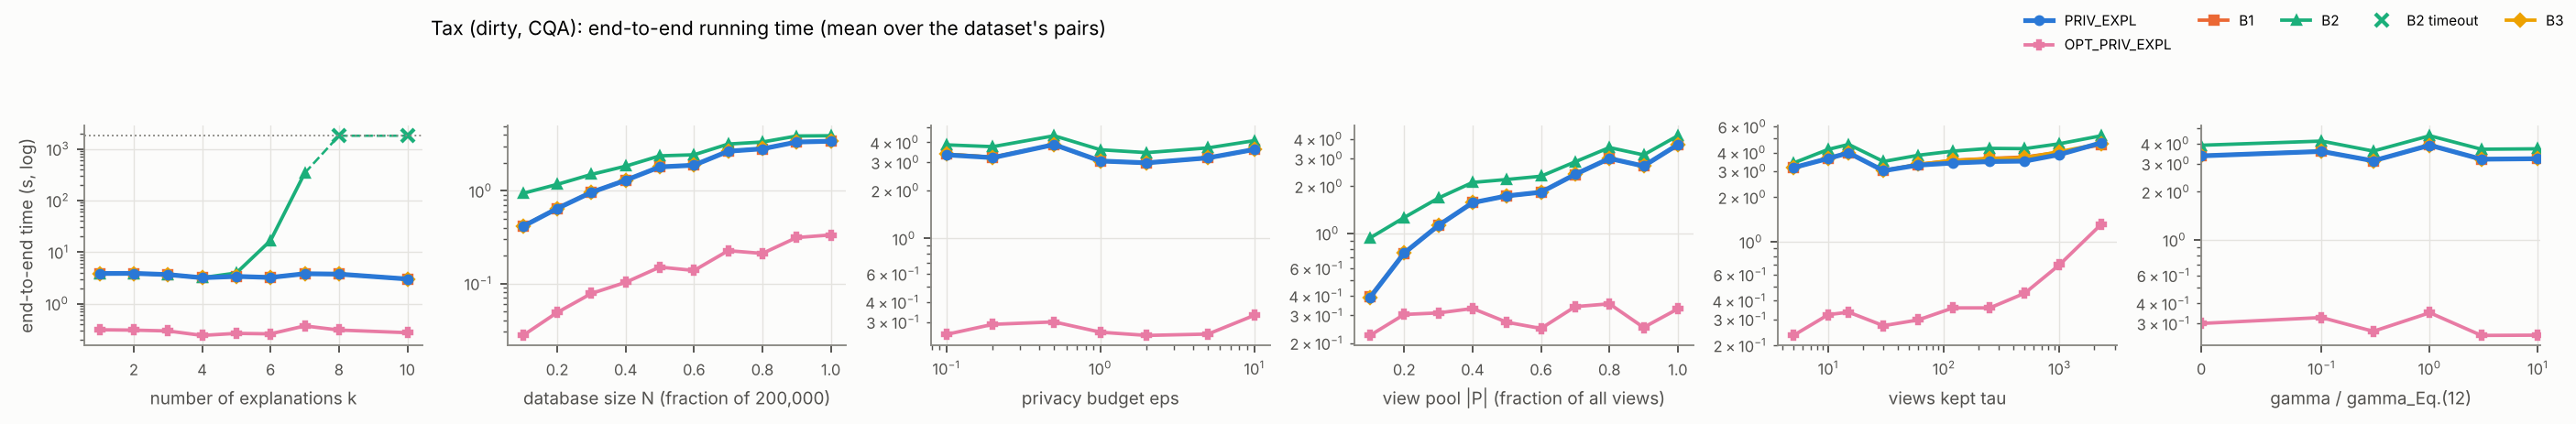 Tax (dirty, CQA): end-to-end running time (mean over the dataset's pairs)
PRIV_EXPL B1 B2 B2 timeout B3
OPT_PRIV_EXPL
end-to-end time (s, log)
10³
10²
10¹
10⁰
2 4 6 8 10
number of explanations k
10⁰
10⁻¹
0.2 0.4 0.6 0.8 1.0
database size N (fraction of 200,000)
4 × 10⁰
3 × 10⁰
2 × 10⁰
10⁰
6 × 10⁻¹
4 × 10⁻¹
3 × 10⁻¹
10⁻¹ 10⁰ 10¹
privacy budget eps
4 × 10⁰
3 × 10⁰
2 × 10⁰
10⁰
6 × 10⁻¹
4 × 10⁻¹
3 × 10⁻¹
2 × 10⁻¹
0.2 0.4 0.6 0.8 1.0
view pool |P| (fraction of all views)
6 × 10⁰
4 × 10⁰
3 × 10⁰
2 × 10⁰
10⁰
6 × 10⁻¹
4 × 10⁻¹
3 × 10⁻¹
2 × 10⁻¹
10¹ 10² 10³
views kept tau
4 × 10⁰
3 × 10⁰
2 × 10⁰
10⁰
6 × 10⁻¹
4 × 10⁻¹
3 × 10⁻¹
0 10⁻¹ 10⁰ 10¹
gamma / gamma_Eq.(12)